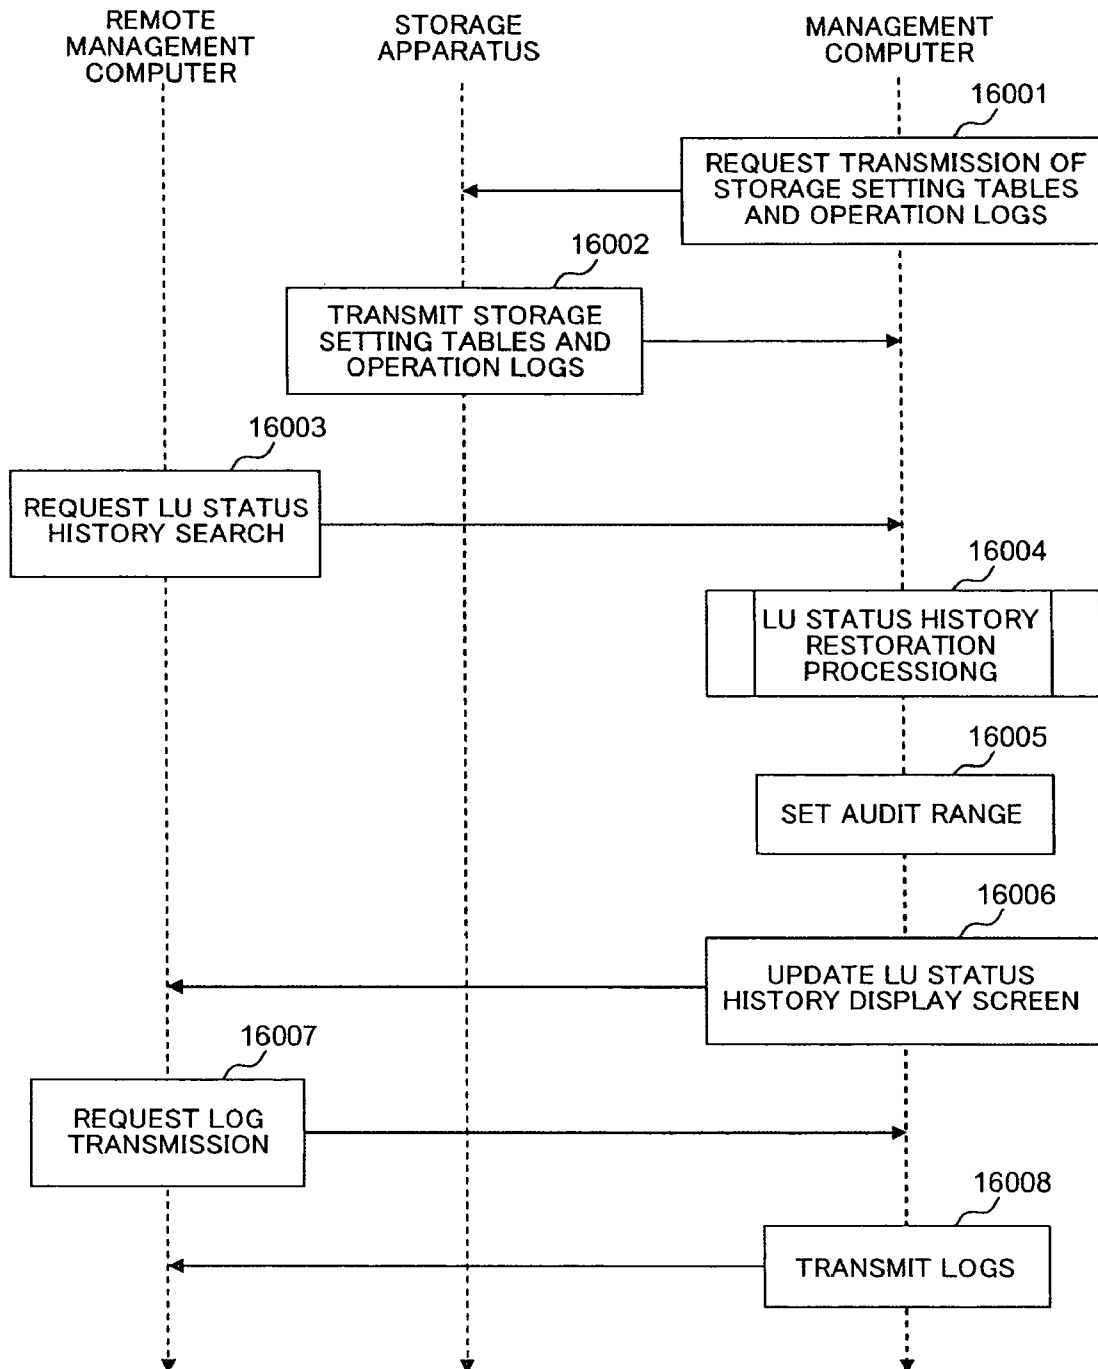 REMOTE
MANAGEMENT
COMPUTER
STORAGE
APPARATUS
MANAGEMENT
COMPUTER
16001
REQUEST TRANSMISSION OF
STORAGE SETTING TABLES
AND OPERATION LOGS
16002
TRANSMIT STORAGE
SETTING TABLES AND
OPERATION LOGS
16003
REQUEST LU STATUS
HISTORY SEARCH
16004
LU STATUS HISTORY
RESTORATION
PROCESSIONG
16005
SET AUDIT RANGE
16006
UPDATE LU STATUS
HISTORY DISPLAY SCREEN
16007
REQUEST LOG
TRANSMISSION
16008
TRANSMIT LOGS